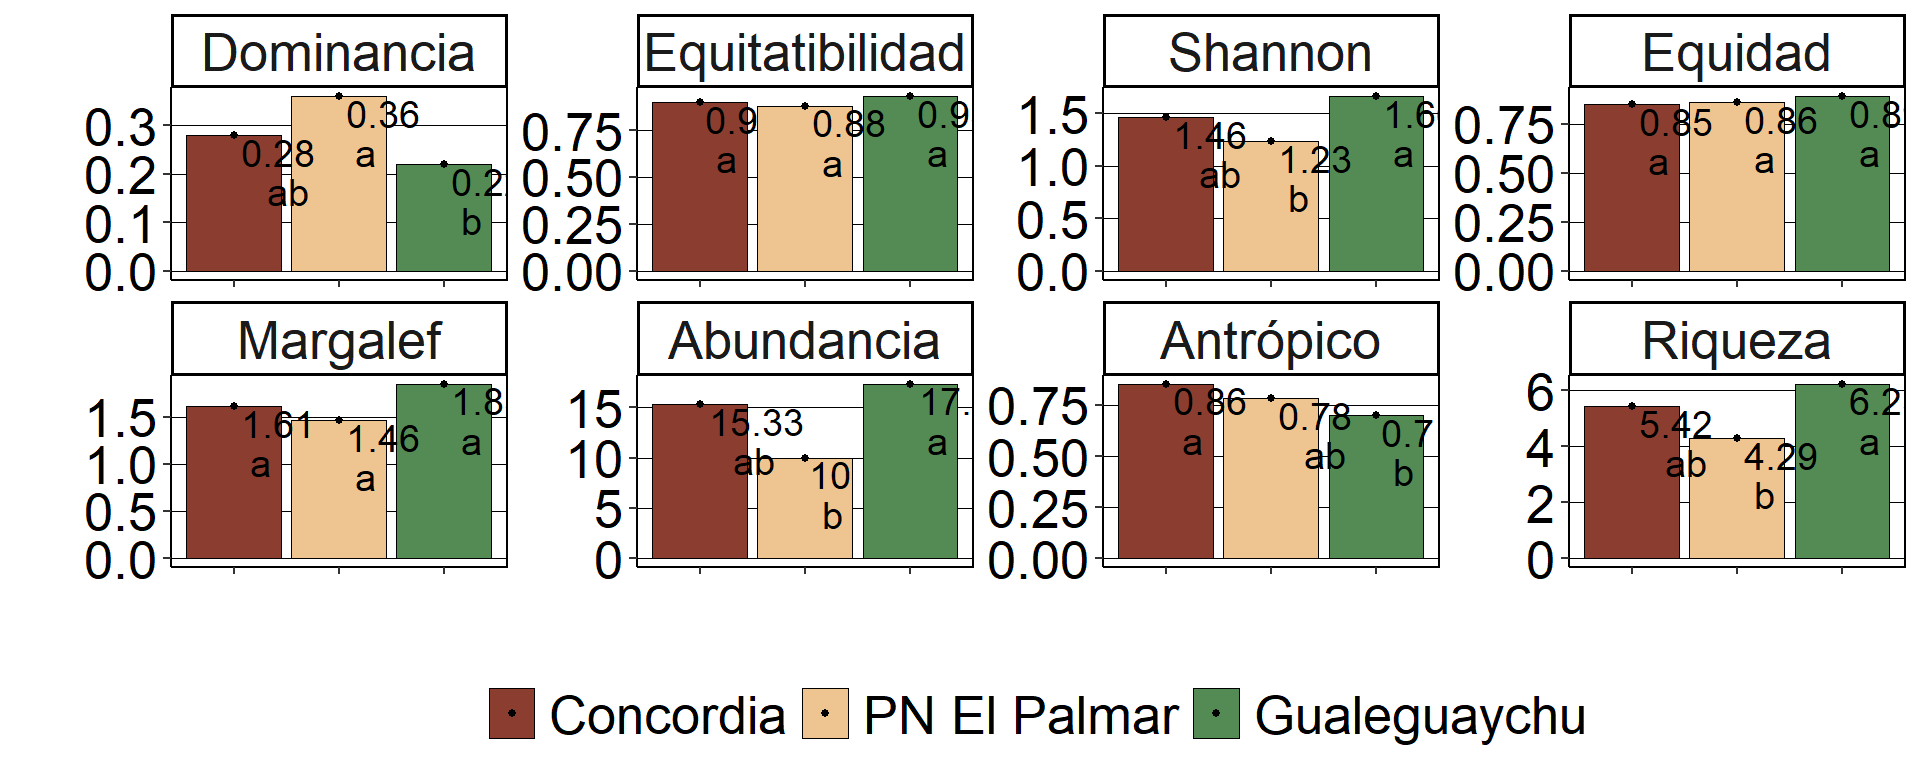 Dominancia
Equitatibilidad
Shannon
Equidad
0.3
0.2
0.1
0.0
0.28
ab
0.36
a
0.2
b
0.75
0.50
0.25
0.00
0.9
a
0.88
a
0.9
a
1.5
1.0
0.5
0.0
1.46
ab
1.23
b
1.6
a
0.75
0.50
0.25
0.00
0.85
a
0.86
a
0.8
a
Margalef
Abundancia
Antrópico
Riqueza
1.5
1.0
0.5
0.0
1.61
a
1.46
a
1.8
a
15
10
5
0
15.33
ab
10
b
17.
a
0.75
0.50
0.25
0.00
0.86
a
0.78
ab
0.7
b
6
4
2
0
5.42
ab
4.29
b
6.2
a
Concordia
PN El Palmar
Gualeguaychu